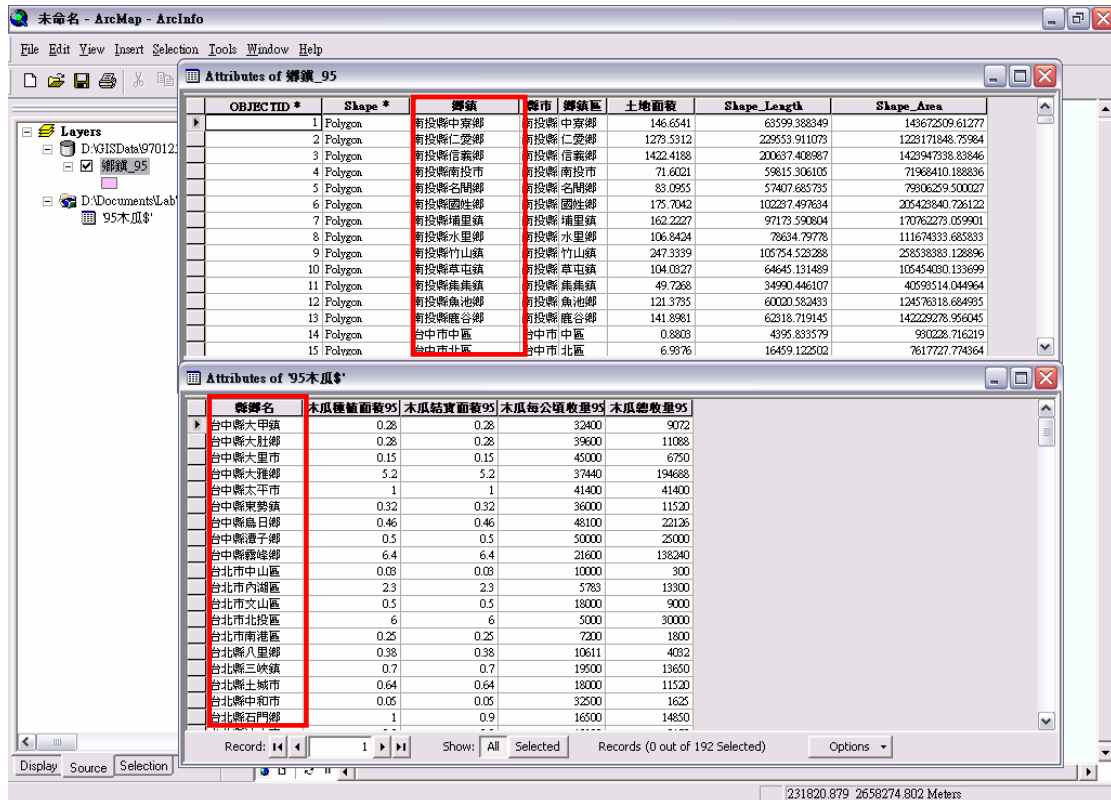 未命名 - ArcMap - ArcInfo
File Edit View Insert Selection Tools Window Help
Layers
D:\GISData\97012
鄉鎮_95
D:\Documents\Lab'
'95木瓜$'
Attributes of 鄉鎮_95
OBJECTID * Shape * 鄉鎮 縣市 鄉鎮區 土地面積 Shape_Length Shape_Area
1 Polygon 南投縣中寮鄉 南投縣 中寮鄉 146.6541 63599.388349 143672509.61277
2 Polygon 南投縣仁愛鄉 南投縣 仁愛鄉 1273.5312 229553.911073 1223171848.75984
3 Polygon 南投縣信義鄉 南投縣 信義鄉 1422.4188 200637.408987 1423947338.83846
4 Polygon 南投縣南投市 南投縣 南投市 71.6021 59815.306105 71968410.188836
5 Polygon 南投縣名間鄉 南投縣 名間鄉 83.0955 57407.685735 79806259.500027
6 Polygon 南投縣國姓鄉 南投縣 國姓鄉 175.7042 102237.497634 205423840.726122
7 Polygon 南投縣埔里鎮 南投縣 埔里鎮 162.2227 97173.590804 170762273.059901
8 Polygon 南投縣水里鄉 南投縣 水里鄉 106.8424 78634.79778 111674333.685833
9 Polygon 南投縣竹山鎮 南投縣 竹山鎮 247.3339 105754.523288 258538383.128896
10 Polygon 南投縣草屯鎮 南投縣 草屯鎮 104.0327 64645.131489 105454030.133699
11 Polygon 南投縣集集鎮 南投縣 集集鎮 49.7268 34990.446107 40593514.044964
12 Polygon 南投縣魚池鄉 南投縣 魚池鄉 121.3735 60020.582433 124576318.684935
13 Polygon 南投縣鹿谷鄉 南投縣 鹿谷鄉 141.8981 62318.719145 142229278.956045
14 Polygon 台中市中區 台中市 中區 0.8803 4395.833579 930228.716219
15 Polygon 台中市北區 台中市 北區 6.9376 16459.122502 7617727.774364
Attributes of '95木瓜$'
縣鄉名 木瓜種植面積95 木瓜結實面積95 木瓜每公頃收量95 木瓜總收量95
台中縣大甲鎮 0.28 0.28 32400 9072
台中縣大肚鄉 0.28 0.28 39600 11088
台中縣大里市 0.15 0.15 45000 6750
台中縣大雅鄉 5.2 5.2 37440 194688
台中縣太平市 1 1 41400 41400
台中縣東勢鎮 0.32 0.32 36000 11520
台中縣烏日鄉 0.46 0.46 48100 22126
台中縣潭子鄉 0.5 0.5 50000 25000
台中縣霧峰鄉 6.4 6.4 21600 138240
台北市中山區 0.03 0.03 10000 300
台北市內湖區 2.3 2.3 5783 13300
台北市文山區 0.5 0.5 18000 9000
台北市北投區 6 6 5000 30000
台北市南港區 0.25 0.25 7200 1800
台北縣八里鄉 0.38 0.38 10611 4032
台北縣三峽鎮 0.7 0.7 19500 13650
台北縣土城市 0.64 0.64 18000 11520
台北縣中和市 0.05 0.05 32500 1625
台北縣石門鄉 1 0.9 16500 14850
Record: 1 Show: All Selected Records (0 out of 192 Selected) Options
Display Source Selection
231820.879 2658274.802 Meters